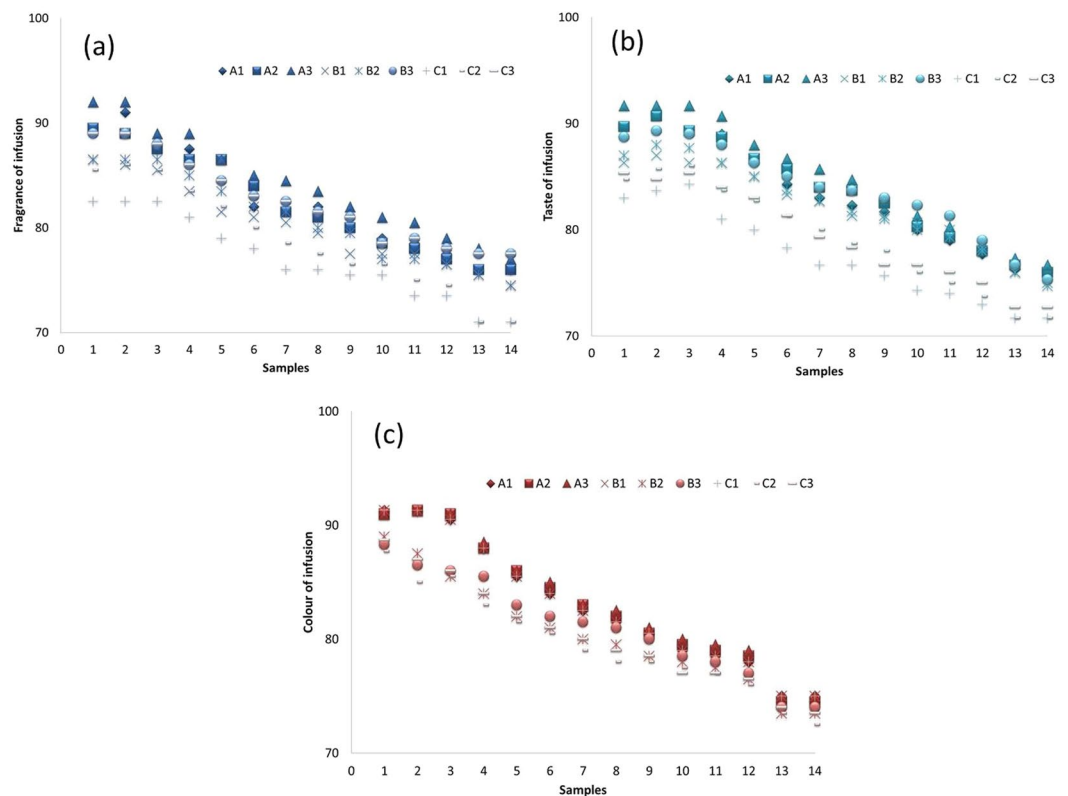 100
(a)
A1 A2 A3 B1 B2 B3 C1 C2 C3
90
Fragrance of infusion
80
70
0 1 2 3 4 5 6 7 8 9 10 11 12 13 14
Samples
100
(b)
A1 A2 A3 B1 B2 B3 C1 C2 C3
90
Taste of infusion
80
70
0 1 2 3 4 5 6 7 8 9 10 11 12 13 14
Samples
100
(c)
A1 A2 A3 B1 B2 B3 C1 C2 C3
90
Colour of infusion
80
70
0 1 2 3 4 5 6 7 8 9 10 11 12 13 14
Samples